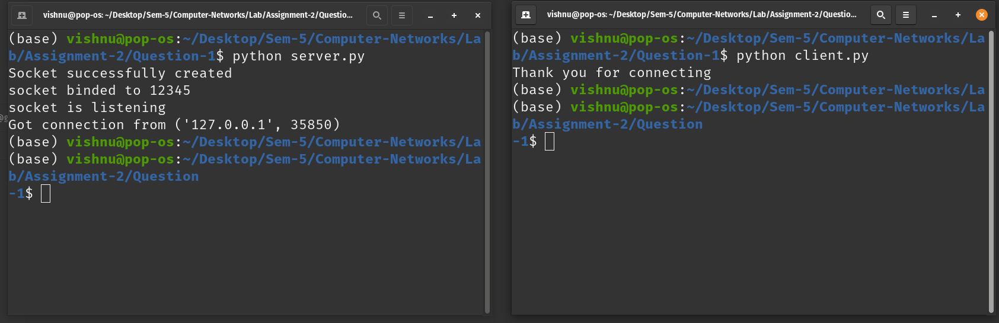 vishnu@pop-os: ~/Desktop/Sem-5/Computer-Networks/Lab/Assignment-2/Questio...
(base) vishnu@pop-os:~/Desktop/Sem-5/Computer-Networks/La
b/Assignment-2/Question-1$ python server.py
Socket successfully created
socket binded to 12345
socket is listening
Got connection from ('127.0.0.1', 35850)
(base) vishnu@pop-os:~/Desktop/Sem-5/Computer-Networks/La
(base) vishnu@pop-os:~/Desktop/Sem-5/Computer-Networks/La
b/Assignment-2/Question
-1$
vishnu@pop-os: ~/Desktop/Sem-5/Computer-Networks/Lab/Assignment-2/Questio...
(base) vishnu@pop-os:~/Desktop/Sem-5/Computer-Networks/La
b/Assignment-2/Question-1$ python client.py
Thank you for connecting
(base) vishnu@pop-os:~/Desktop/Sem-5/Computer-Networks/La
(base) vishnu@pop-os:~/Desktop/Sem-5/Computer-Networks/La
b/Assignment-2/Question
-1$